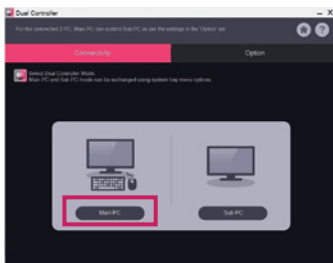 Dual Controller
For the connected 2 PC, Main PC can control Sub PC as per the settings in the 'Option' tab
Connectivity
Option
Select Dual Controller Mode.
Main PC and Sub PC mode can be exchanged using system tray menu options.
Main PC
Sub PC